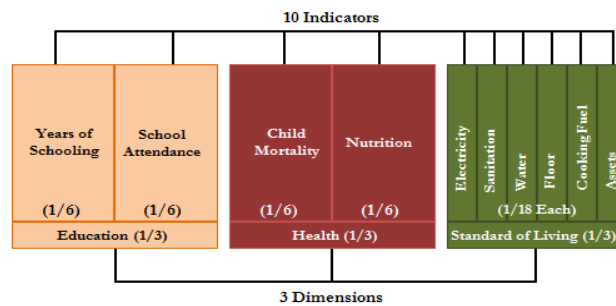 10 Indicators
Years of
Schooling
School
Attendance
Child
Mortality
Nutrition
Electricity
Sanitation
Water
Floor
Cooking Fuel
Assets
(1/6)
(1/6)
(1/6)
(1/6)
(1/18 Each)
Education (1/3)
Health (1/3)
Standard of Living (1/3)
3 Dimensions